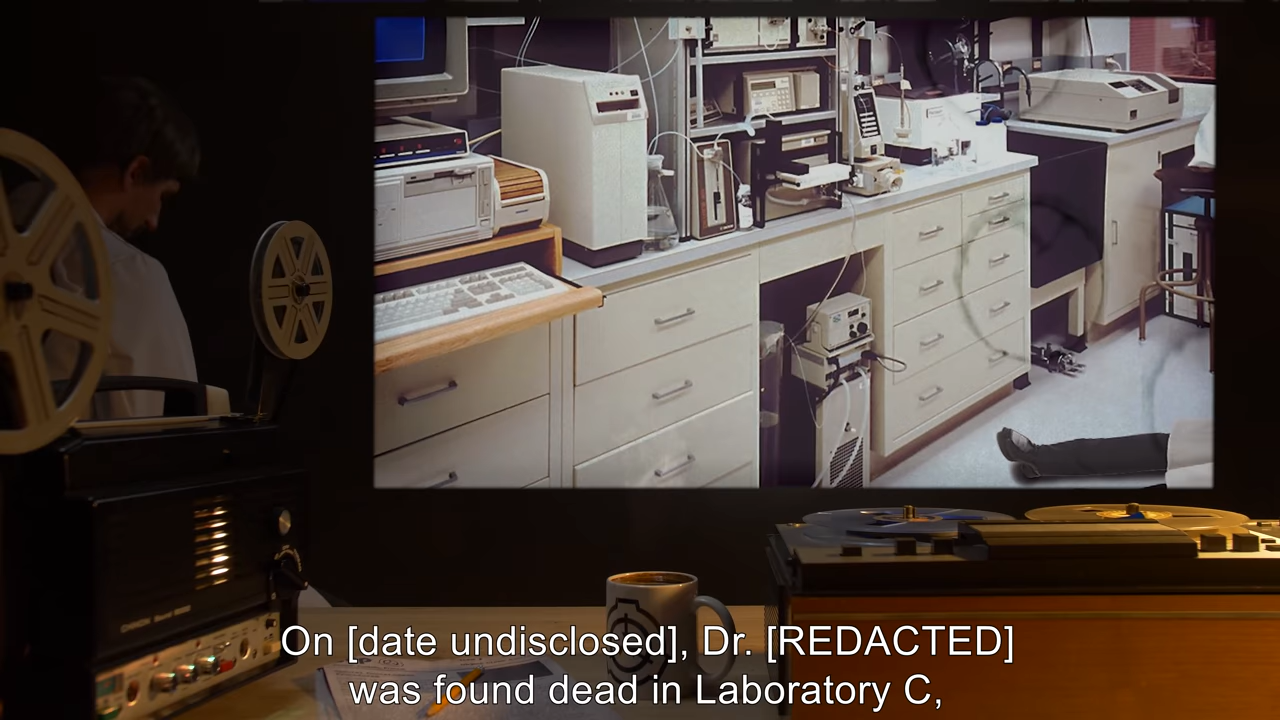 On [date undisclosed], Dr. [REDACTED]
was found dead in Laboratory C,